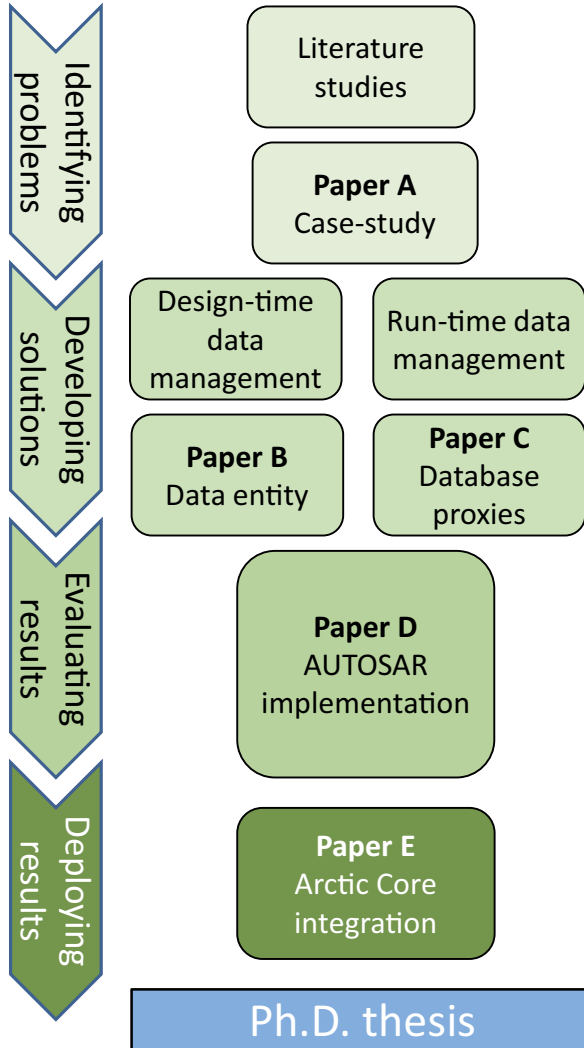 Identifying
problems
Literature
studies
Paper A
Case-study
Developing
solutions
Design-time
data
management
Run-time data
management
Paper B
Data entity
Paper C
Database
proxies
Evaluating
results
Paper D
AUTOSAR
implementation
Deploying
results
Paper E
Arctic Core
integration
Ph.D. thesis